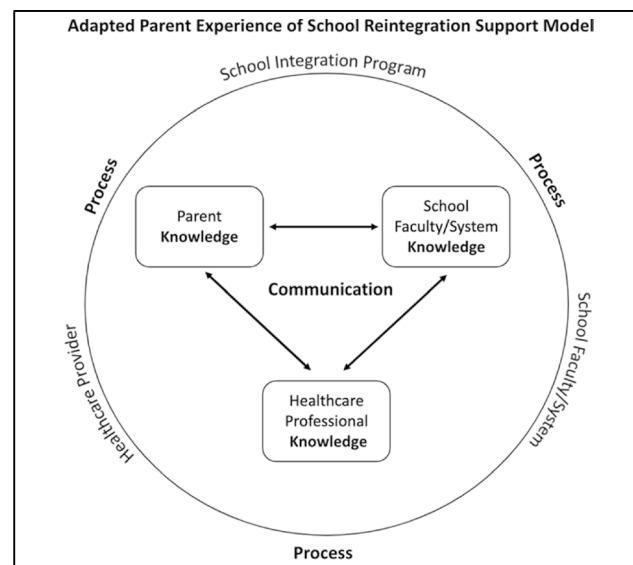 Adapted Parent Experience of School Reintegration Support Model
School Integration Program
Process
Process
Parent
Knowledge
School
Faculty/System
Knowledge
Communication
Healthcare Provider
School Faculty/System
Healthcare
Professional
Knowledge
Process